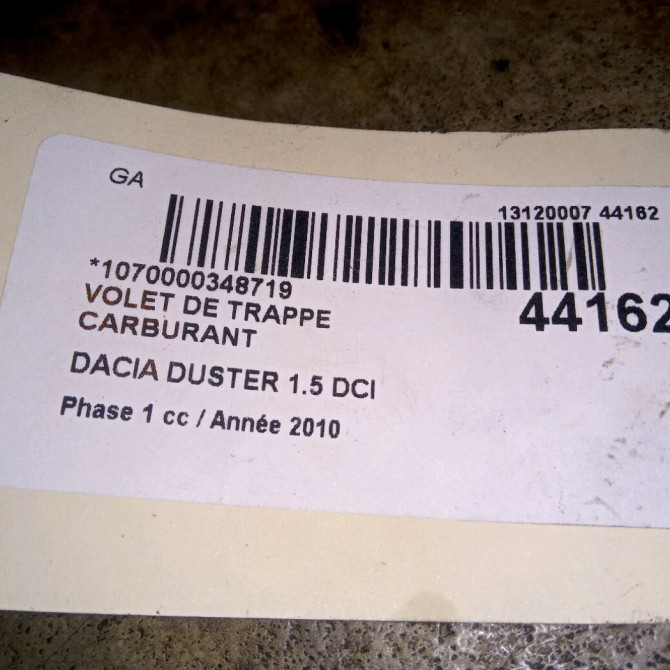 GA
13120007 44162
*1070000348719
44162
VOLET DE TRAPPE
CARBURANT
DACIA DUSTER 1.5 DCI
Phase 1 cc / Année 2010